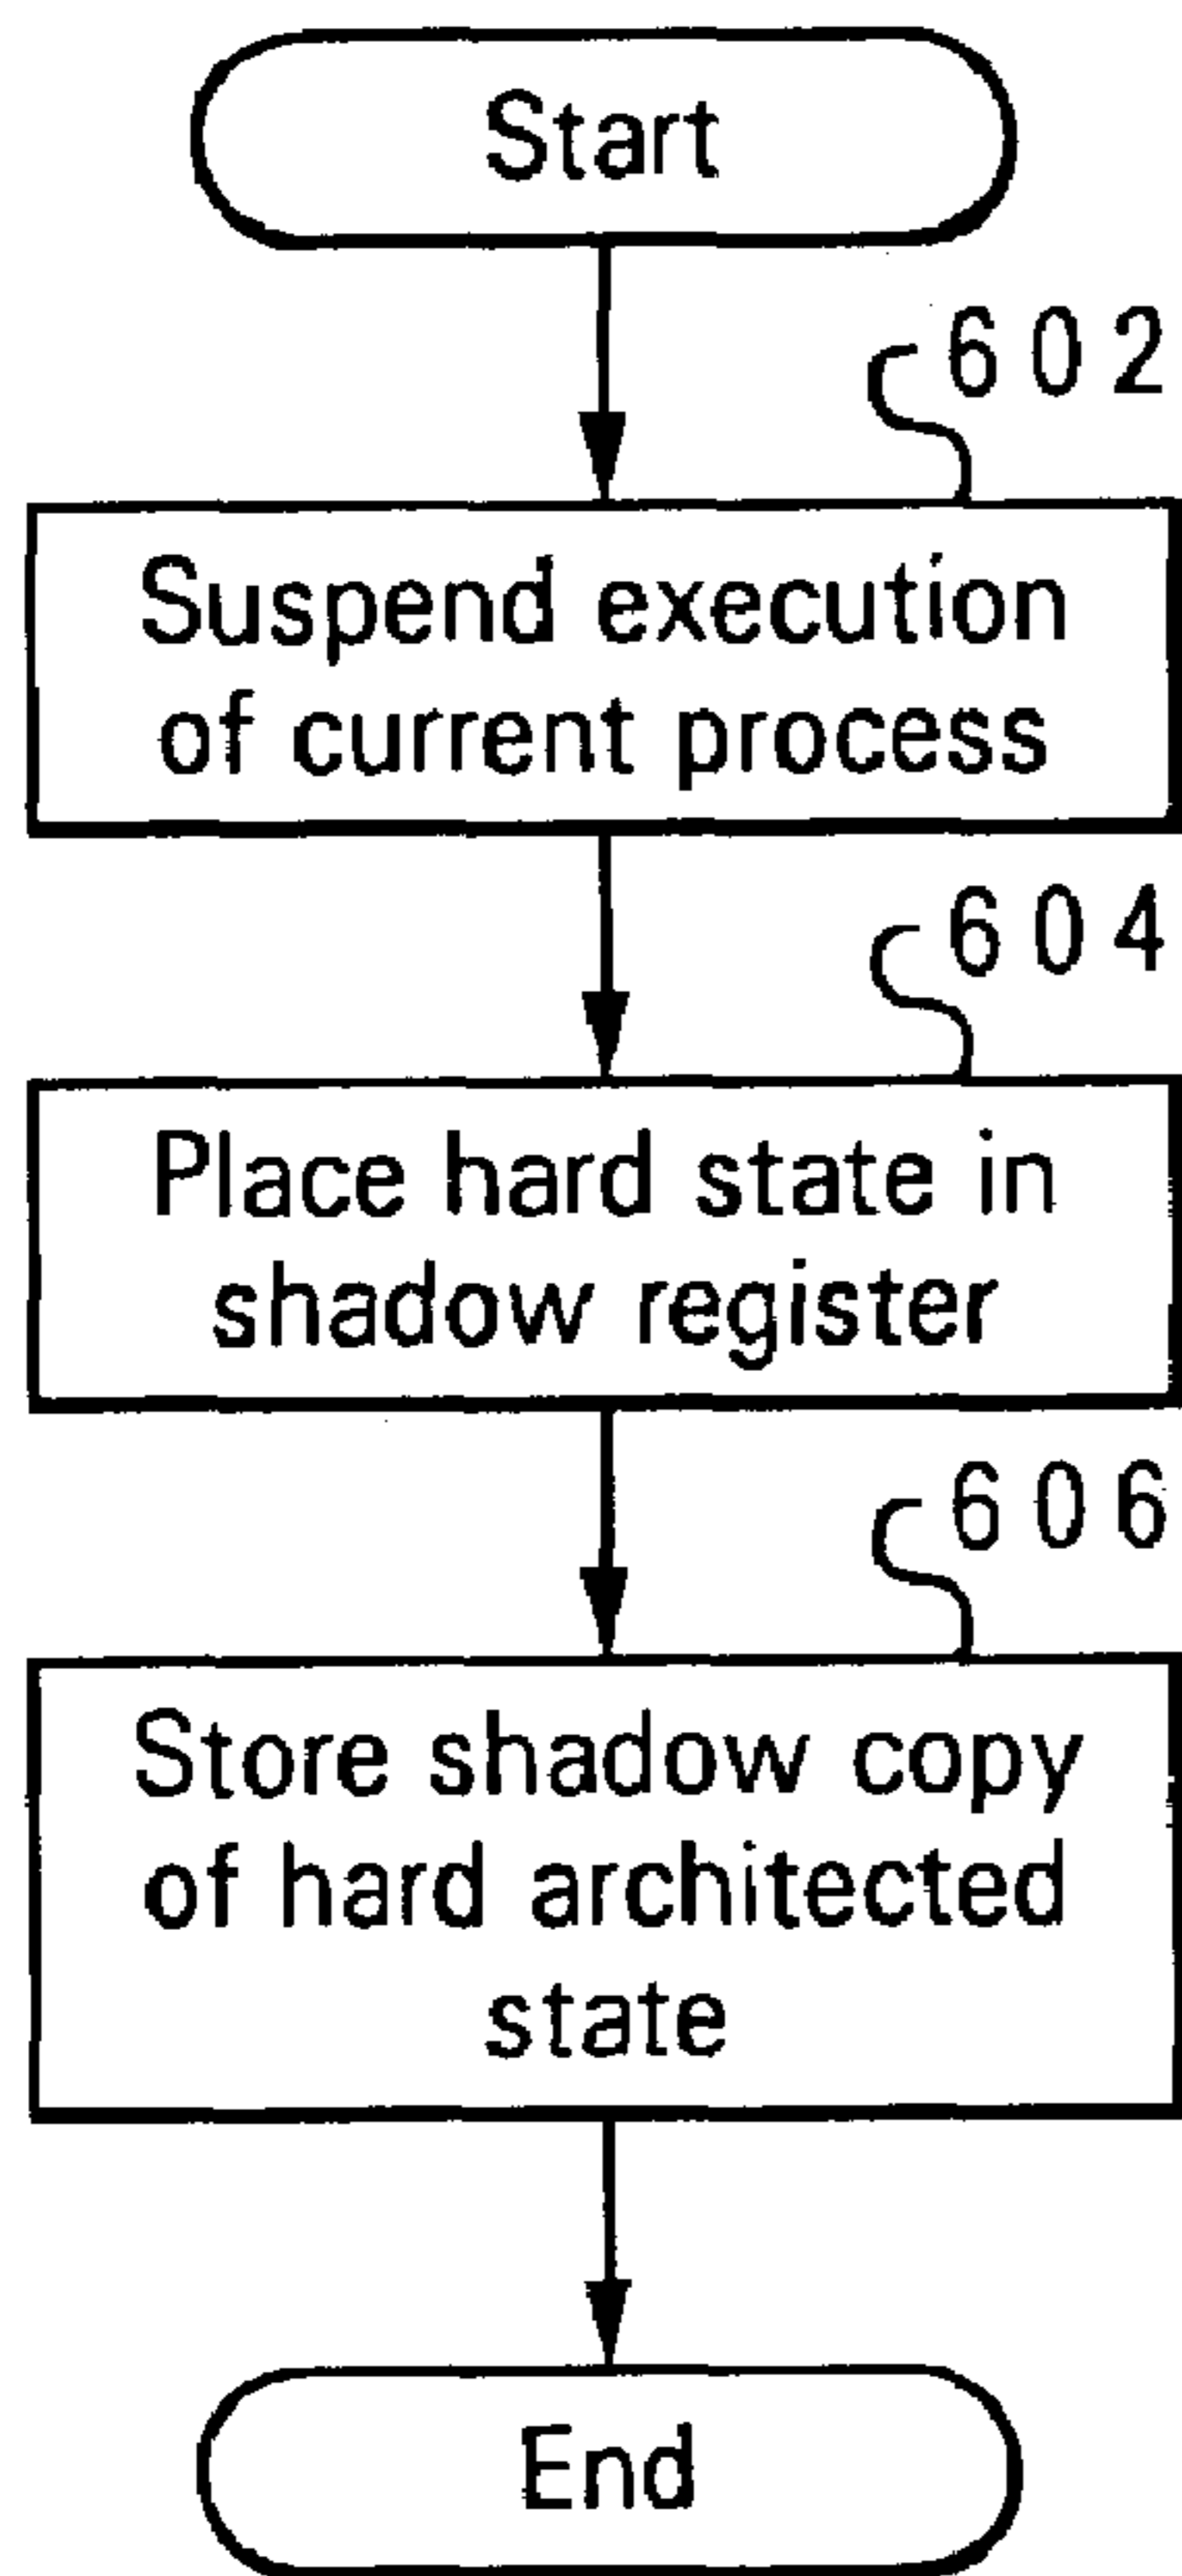 Start
602
Suspend execution
of current process
604
Place hard state in
shadow register
606
Store shadow copy
of hard architected
state
End